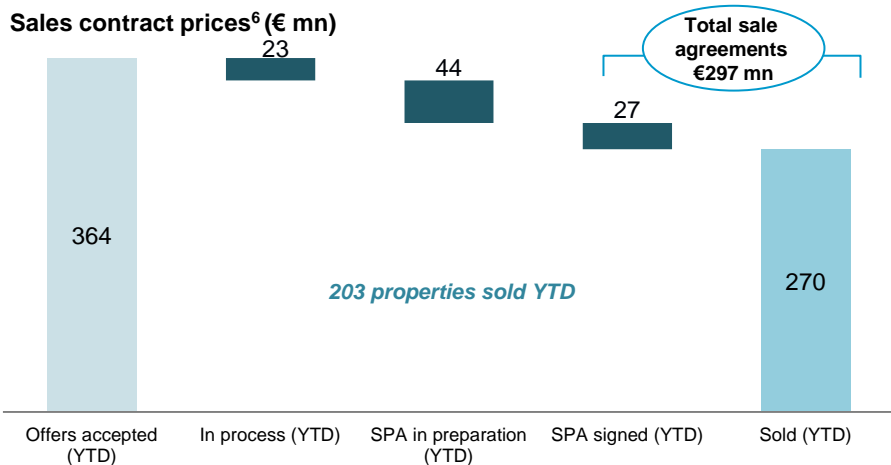 Sales contract prices6 (€ mn)
Total sale
agreements
€297 mn
23
44
27
364
270
203 properties sold YTD
Offers accepted
(YTD)
In process (YTD)
SPA in preparation
(YTD)
SPA signed (YTD)
Sold (YTD)